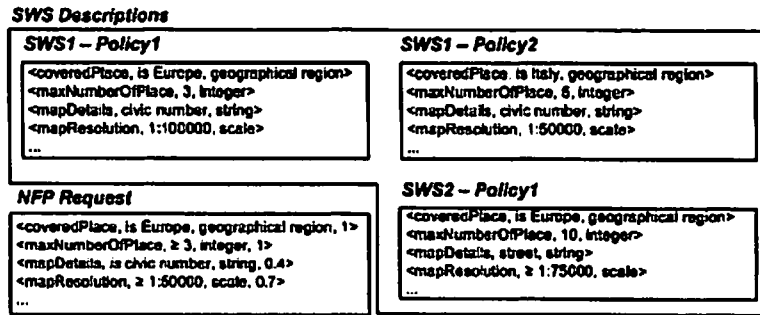 SWS Descriptions
SWS1 – Policy1
<coveredPlace, is Europe, geographical region>
<maxNumberOfPlace, 3, integer>
<mapDetails, civic number, string>
<mapResolution, 1:100000, scale>
...
SWS1 – Policy2
<coveredPlace, is Italy, geographical region>
<maxNumberOfPlace, 5, integer>
<mapDetails, civic number, string>
<mapResolution, 1:50000, scale>
...
NFP Request
<coveredPlace, is Europe, geographical region, 1>
<maxNumberOfPlace, ≥ 3, integer, 1>
<mapDetails, is civic number, string, 0.4>
<mapResolution, ≥ 1:50000, scale, 0.7>
...
SWS2 – Policy1
<coveredPlace, is Europe, geographical region>
<maxNumberOfPlace, 10, integer>
<mapDetails, street, string>
<mapResolution, ≥ 1:75000, scale>
...